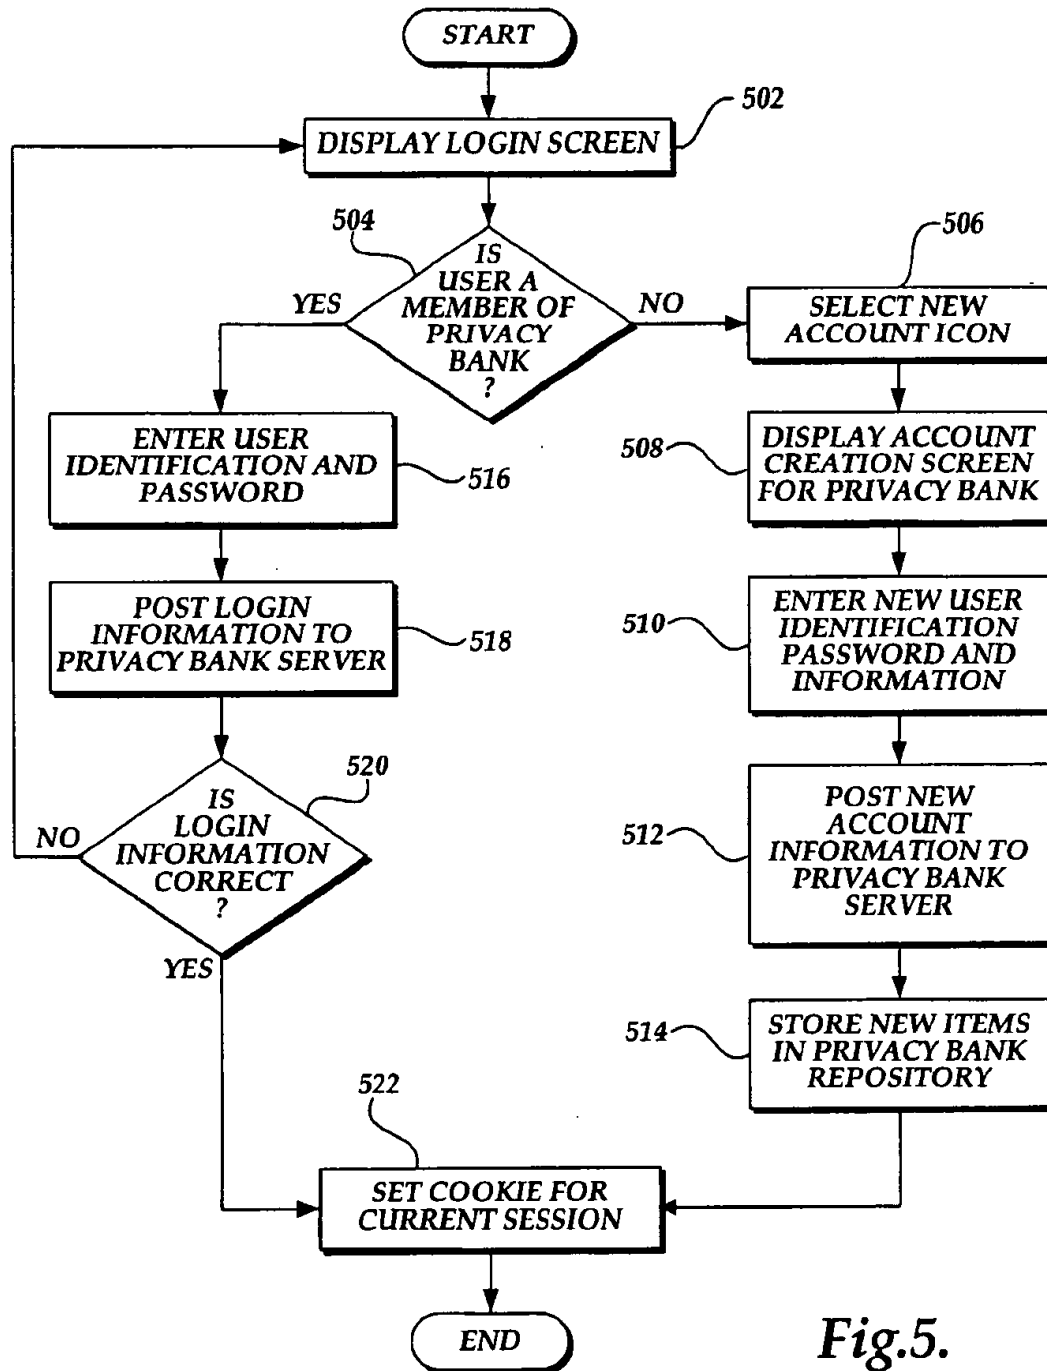 START
502
DISPLAY LOGIN SCREEN
504
IS
USER A
MEMBER OF
PRIVACY
BANK
?
YES
NO
506
SELECT NEW
ACCOUNT ICON
ENTER USER
IDENTIFICATION AND
PASSWORD
516
508
DISPLAY ACCOUNT
CREATION SCREEN
FOR PRIVACY BANK
POST LOGIN
INFORMATION TO
PRIVACY BANK SERVER
518
510
ENTER NEW USER
IDENTIFICATION
PASSWORD AND
INFORMATION
520
IS
LOGIN
INFORMATION
CORRECT
?
NO
YES
512
POST NEW
ACCOUNT
INFORMATION TO
PRIVACY BANK
SERVER
514
STORE NEW ITEMS
IN PRIVACY BANK
REPOSITORY
522
SET COOKIE FOR
CURRENT SESSION
END
Fig.5.